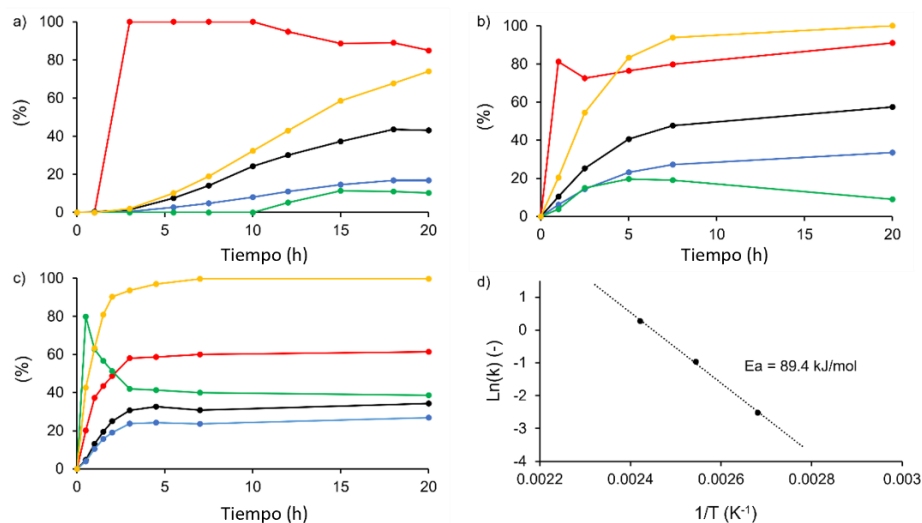 a)
(%)
100
80
60
40
20
0
0 5 10 15 20
Tiempo (h)
b)
(%)
100
80
60
40
20
0
0 5 10 15 20
Tiempo (h)
c)
(%)
100
80
60
40
20
0
0 5 10 15 20
Tiempo (h)
d)
Ln(k) (-)
2
1
0
-1
-2
-3
-4
Ea = 89.4 kJ/mol
0.0022 0.0024 0.0026 0.0028 0.003
1/T (K⁻¹)